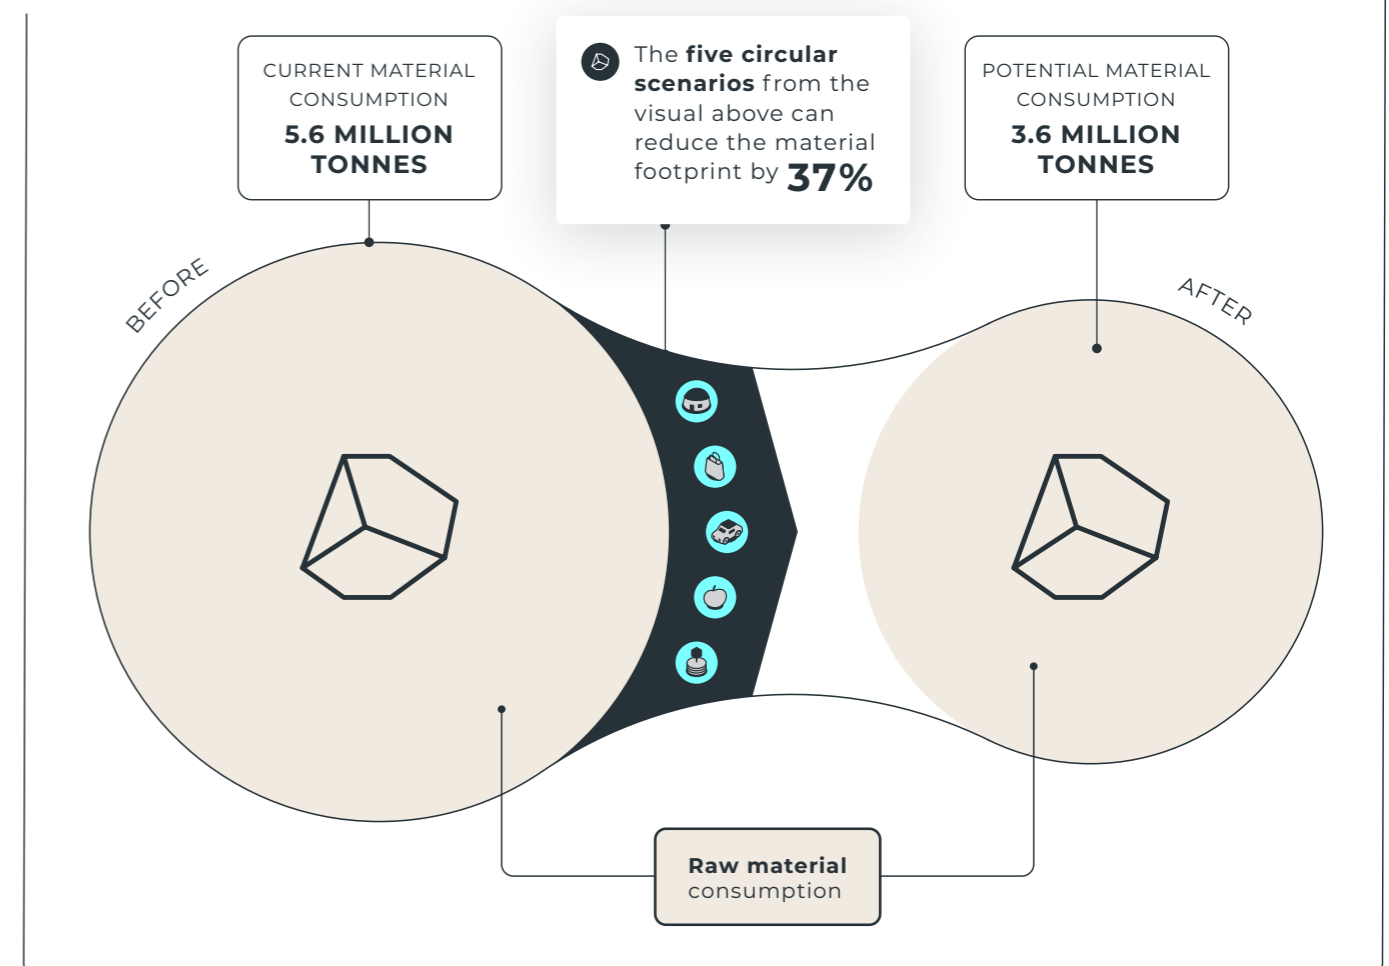 CURRENT MATERIAL
CONSUMPTION
5.6 MILLION
TONNES
The five circular
scenarios from the
visual above can
reduce the material
footprint by 37%
POTENTIAL MATERIAL
CONSUMPTION
3.6 MILLION
TONNES
BEFORE
AFTER
Raw material
consumption